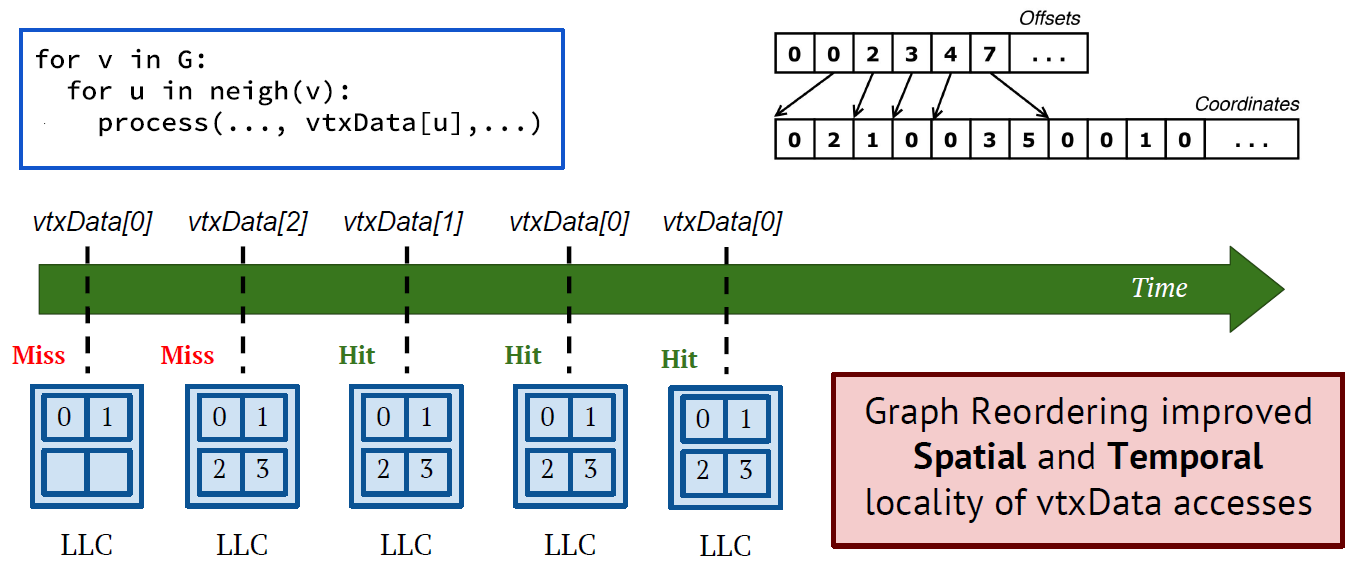 for v in G:
for u in neigh(v):
process(..., vtxData[u],...)
Offsets
0 0 2 3 4 7 ...
Coordinates
0 2 1 0 0 3 5 0 0 1 0 ...
vtxData[0] vtxData[2] vtxData[1] vtxData[0] vtxData[0]
Time
Miss Miss Hit Hit Hit
0 1 0 1 0 1 0 1 0 1
2 3 2 3 2 3 2 3
LLC LLC LLC LLC LLC
Graph Reordering improved
Spatial and Temporal
locality of vtxData accesses